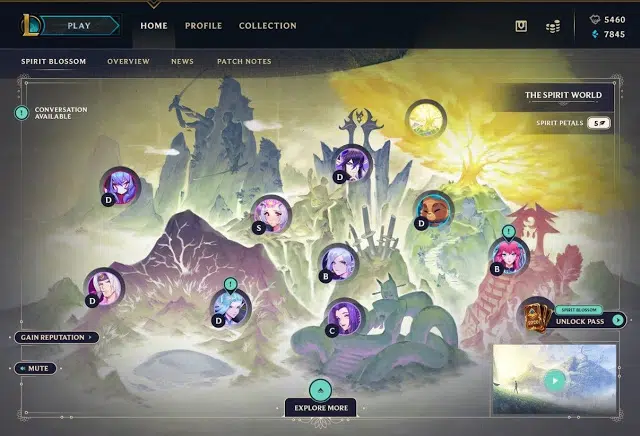 PLAY
HOME
PROFILE
COLLECTION
5460
7845
SPIRIT BLOSSOM
OVERVIEW
NEWS
PATCH NOTES
THE SPIRIT WORLD
SPIRIT PETALS 5
! CONVERSATION
AVAILABLE
D
D
S
D
!
B
B
D
!
D
C
SPIRIT BLOSSOM
UNLOCK PASS
GAIN REPUTATION
MUTE
EXPLORE MORE